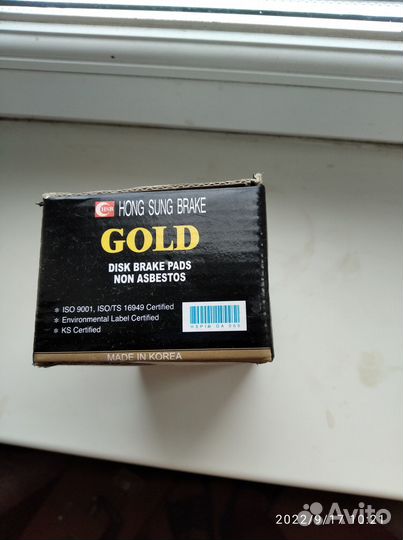 HSB HONG SUNG BRAKE
GOLD
DISK BRAKE PADS
NON ASBESTOS
* ISO 9001, ISO/TS 16949 Certified
* Environmental Label Certified
* KS Certified
MADE IN KOREA
2022/9/17 10:21
Avito